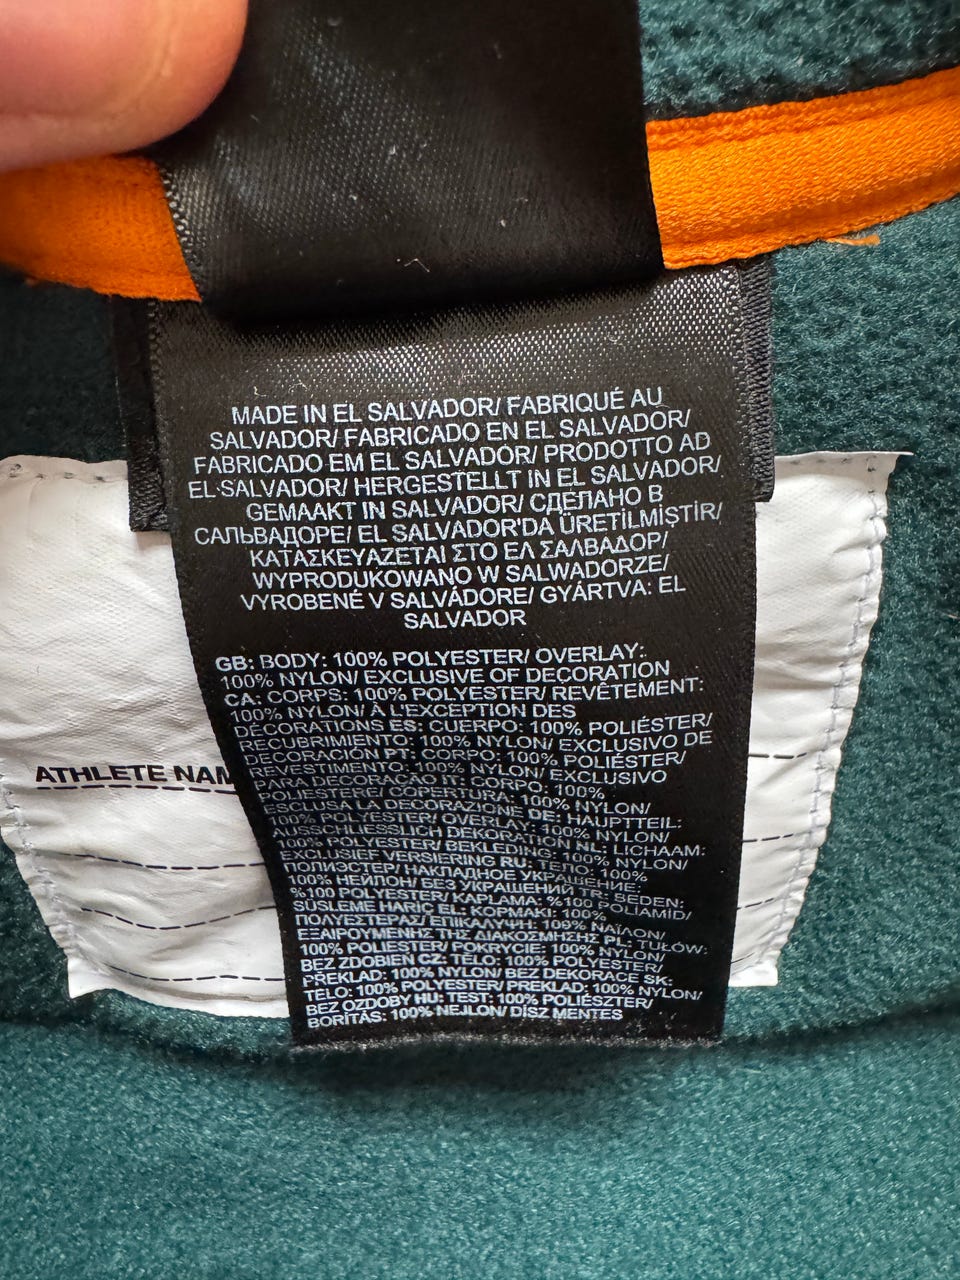 MADE IN EL SALVADOR/ FABRIQUÉ AU
SALVADOR/ FABRICADO EN EL SALVADOR/
FABRICADO EM EL SALVADOR/ PRODOTTO AD
EL SALVADOR/ HERGESTELLT IN EL SALVADOR/
GEMAAKT IN SALVADOR/ СДЕЛАНО В
САЛЬВАДОРЕ/ EL SALVADOR'DA ÜRETİLMİŞTİR/
ΚΑΤΑΣΚΕΥΑΖΕΤΑΙ ΣΤΟ ΕΛ ΣΑΛΒΑΔΟΡ/
WYPRODUKOWANO W SALWADORZE/
VYROBENÉ V SALVÁDORE/ GYÁRTVA: EL
SALVADOR
GB: BODY: 100% POLYESTER/ OVERLAY:
100% NYLON/ EXCLUSIVE OF DECORATION
CA: CORPS: 100% POLYESTER/ REVÊTEMENT:
100% NYLON/ À L'EXCEPTION DES
DÉCORATIONS ES: CUERPO: 100% POLIÉSTER/
RECUBRIMIENTO: 100% NYLON/ EXCLUSIVO DE
DECORACIÓN PT: CORPO: 100% POLIÉSTER/
REVESTIMENTO: 100% NYLON/ EXCLUSIVO
PARA DECORAÇÃO IT: CORPO: 100%
POLIESTERE/ COPERTURA: 100% NYLON/
ESCLUSA LA DECORAZIONE DE: HAUPTTEIL:
100% POLYESTER/ OVERLAY: 100% NYLON/
AUSSCHLIESSLICH DEKORATION NL: LICHAAM:
100% POLYESTER/ BEKLEDING: 100% NYLON/
EXCLUSIEF VERSIERING RU: ТЕЛО: 100%
ПОЛИЭСТЕР/ НАКЛАДНОЕ УКРАШЕНИЕ:
100% НЕЙЛОН/ БЕЗ УКРАШЕНИЙ TR: BEDEN:
%100 POLYESTER/ KAPLAMA: %100 POLİAMİD/
SÜSLEME HARİÇ EL: ΚΟΡΜΑΚΙ: 100%
ΠΟΛΥΕΣΤΕΡΑΣ/ ΕΠΙΚΑΛΥΨΗ: 100% ΝΑΪΛΟΝ/
ΕΞΑΙΡΟΥΜΕΝΗΣ ΤΗΣ ΔΙΑΚΟΣΜΗΣΗΣ PL: TUŁÓW:
100% POLIESTER/ POKRYCIE: 100% NYLON/
BEZ ZDOBIEN CZ: TĚLO: 100% POLYESTER/
PŘEKLAD: 100% NYLON/ BEZ DEKORACE SK:
TELO: 100% POLYESTER/ PREKLAD: 100% NYLON/
BEZ OZDOBY HU: TEST: 100% POLIÉSZTER/
BORÍTÁS: 100% NEJLON/ DÍSZ MENTES
ATHLETE NAM